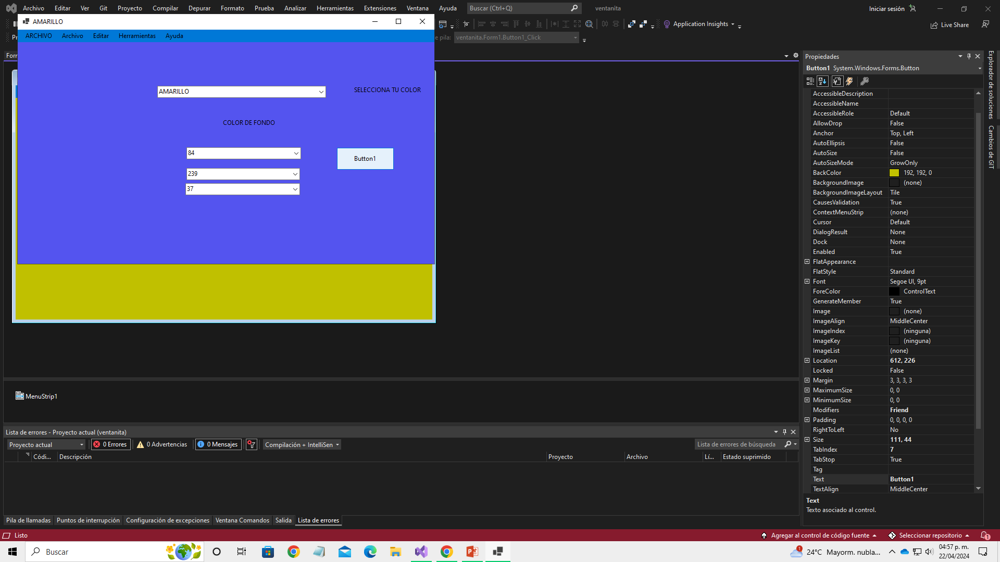 Archivo Editar Ver Git Proyecto Compilar Depurar Formato Prueba Analizar Herramientas Extensiones Ventana Ayuda Buscar (Ctrl+Q) ventanita Iniciar sesión
AMARILLO
Application Insights Live Share
ARCHIVO Archivo Editar Herramientas Ayuda
e pila: ventanita.Form1.Button1_Click
AMARILLO
SELECCIONA TU COLOR
COLOR DE FONDO
84
Button1
239
37
MenuStrip1
Propiedades
Button1 System.Windows.Forms.Button
AccessibleDescription
AccessibleName
AccessibleRole Default
AllowDrop False
Anchor Top, Left
AutoEllipsis False
AutoSize False
AutoSizeMode GrowOnly
BackColor 192, 192, 0
BackgroundImage (none)
BackgroundImageLayout Tile
CausesValidation True
ContextMenuStrip (none)
Cursor Default
DialogResult None
Dock None
Enabled True
FlatAppearance
FlatStyle Standard
Font Segoe UI, 9pt
ForeColor ControlText
GenerateMember True
Image (none)
ImageAlign MiddleCenter
ImageIndex (ninguna)
ImageKey (ninguna)
ImageList (none)
Location 612, 226
Locked False
Margin 3, 3, 3, 3
MaximumSize 0, 0
MinimumSize 0, 0
Modifiers Friend
Padding 0, 0, 0, 0
RightToLeft No
Size 111, 44
TabIndex 7
TabStop True
Tag
Text Button1
TextAlign MiddleCenter
Text
Texto asociado al control.
Explorador de soluciones
Cambios de GIT
Lista de errores - Proyecto actual (ventanita)
Proyecto actual 0 Errores 0 Advertencias 0 Mensajes Compilación + IntelliSen Lista de errores de búsqueda
Códi... Descripción Proyecto Archivo Lí... Estado suprimido
Pila de llamadas Puntos de interrupción Configuración de excepciones Ventana Comandos Salida Lista de errores
Listo Agregar al control de código fuente Seleccionar repositorio 1
Buscar 1 24°C Mayorm. nubla... 04:57 p. m.
22/04/2024